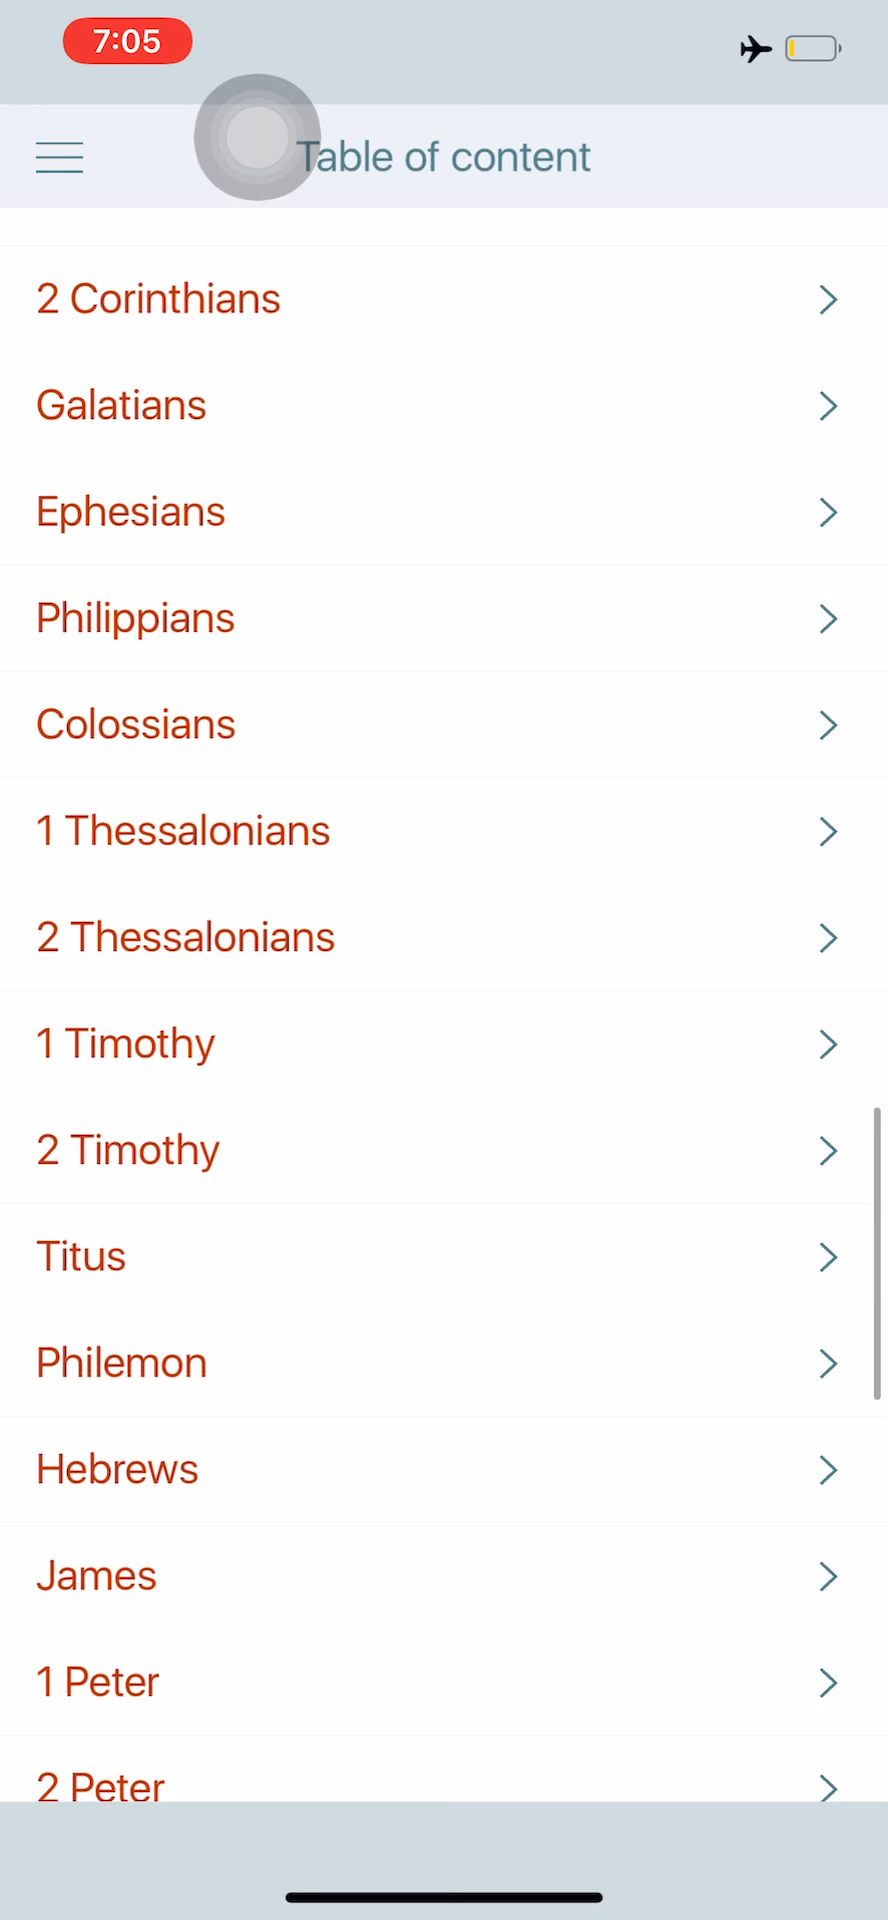 7:05
Table of content
2 Corinthians
Galatians
Ephesians
Philippians
Colossians
1 Thessalonians
2 Thessalonians
1 Timothy
2 Timothy
Titus
Philemon
Hebrews
James
1 Peter
2 Peter